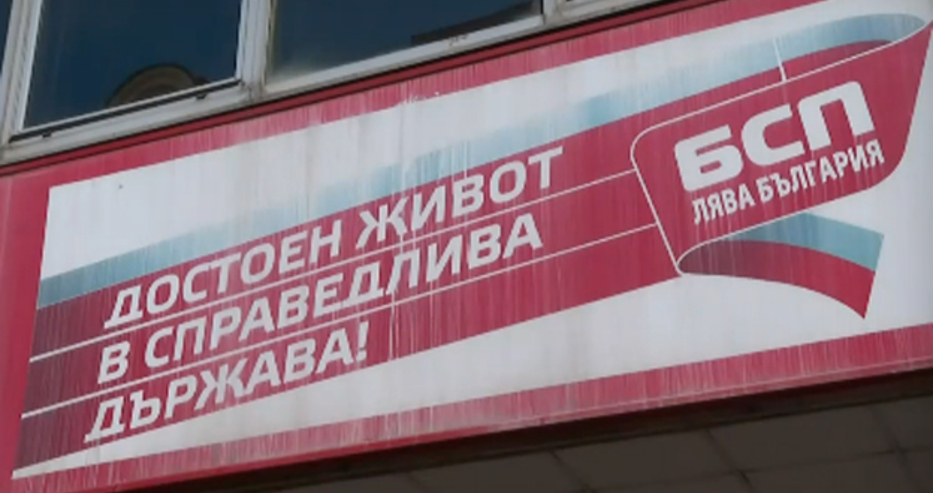 ДОСТОЕН ЖИВОТ
В СПРАВЕДЛИВА
ДЪРЖАВА!
БСП
ЛЯВА БЪЛГАРИЯ